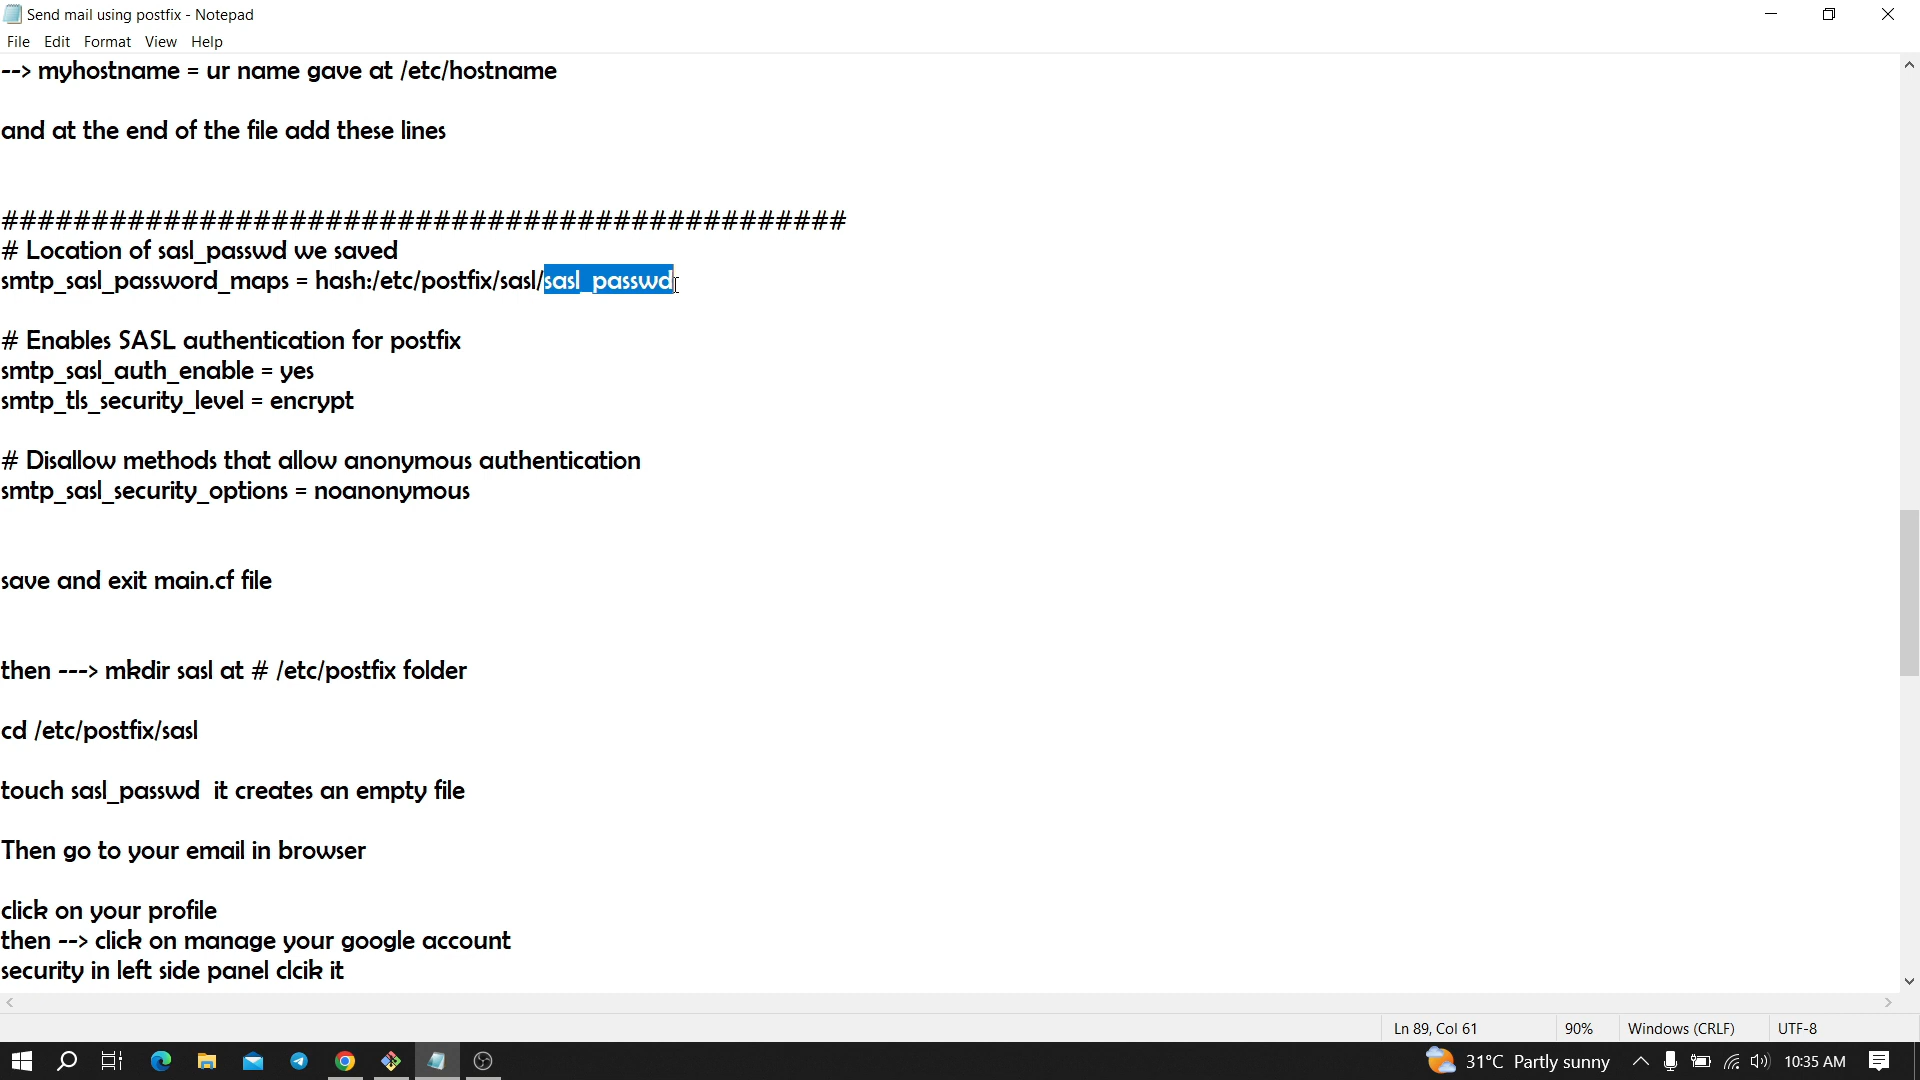 Send mail using postfix - Notepad
File Edit Format View Help
--> myhostname = ur name gave at /etc/hostname
and at the end of the file add these lines
###############################################
# Location of sasl_passwd we saved
smtp_sasl_password_maps = hash:/etc/postfix/sasl/sasl_passwd
# Enables SASL authentication for postfix
smtp_sasl_auth_enable = yes
smtp_tls_security_level = encrypt
# Disallow methods that allow anonymous authentication
smtp_sasl_security_options = noanonymous
save and exit main.cf file
then ---> mkdir sasl at # /etc/postfix folder
cd /etc/postfix/sasl
touch sasl_passwd  it creates an empty file
Then go to your email in browser
click on your profile
then --> click on manage your google account
security in left side panel clcik it
Ln 89, Col 61 90% Windows (CRLF) UTF-8
31°C Partly sunny 10:35 AM